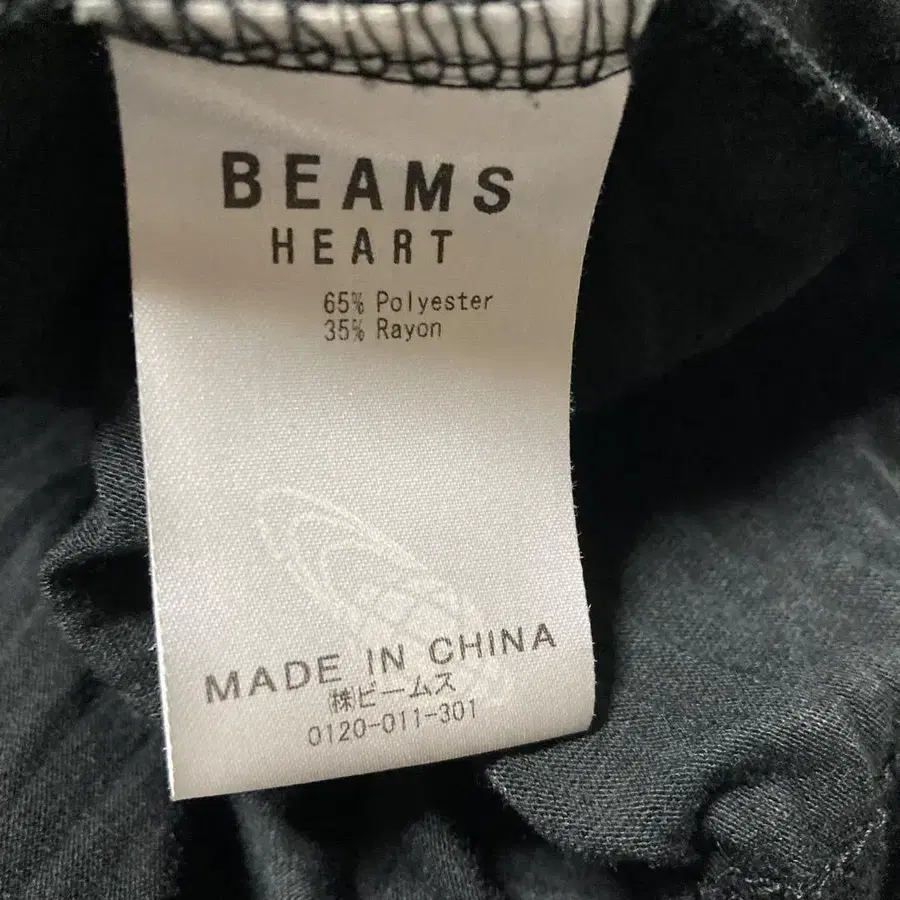 BEAMS
HEART
65% Polyester
35% Rayon
MADE IN CHINA
㈱ビームス
0120-011-301